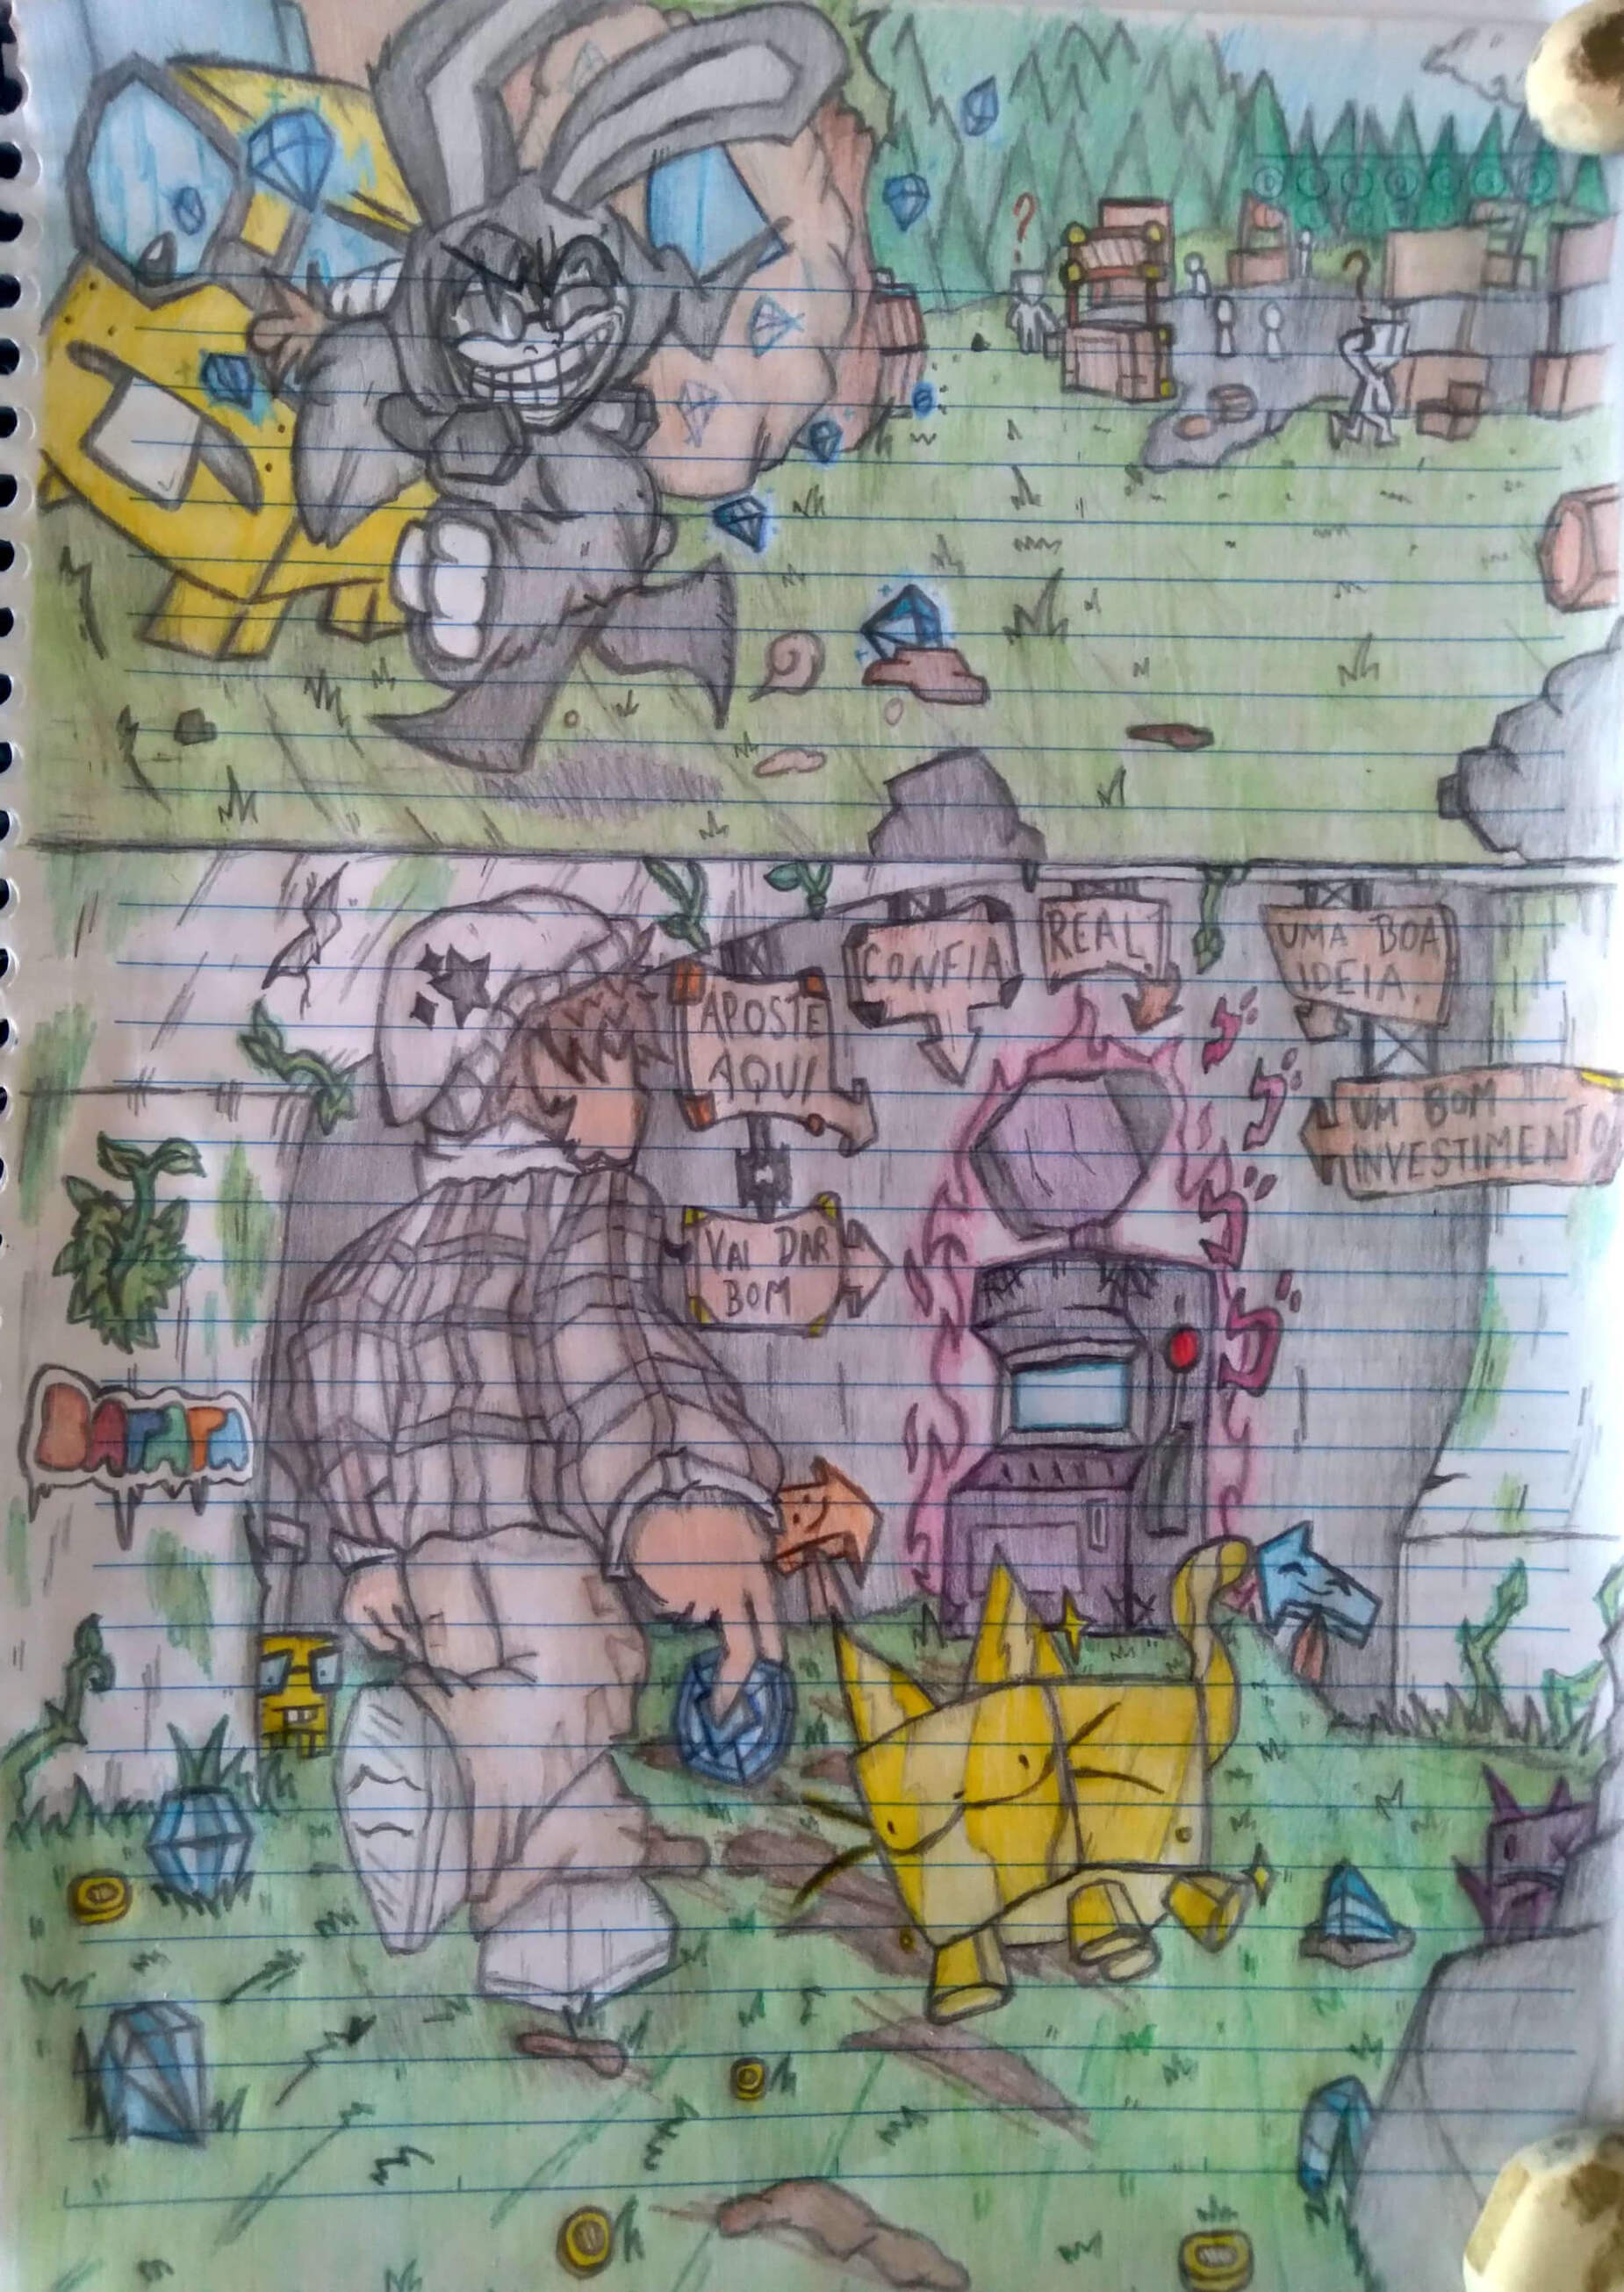 ?
?
APOSTE
AQUI
CONFIA
REAL
UMA BOA
IDEIA.
UM BOM
INVESTIMENTO
VAI DAR
BOM
BATATA